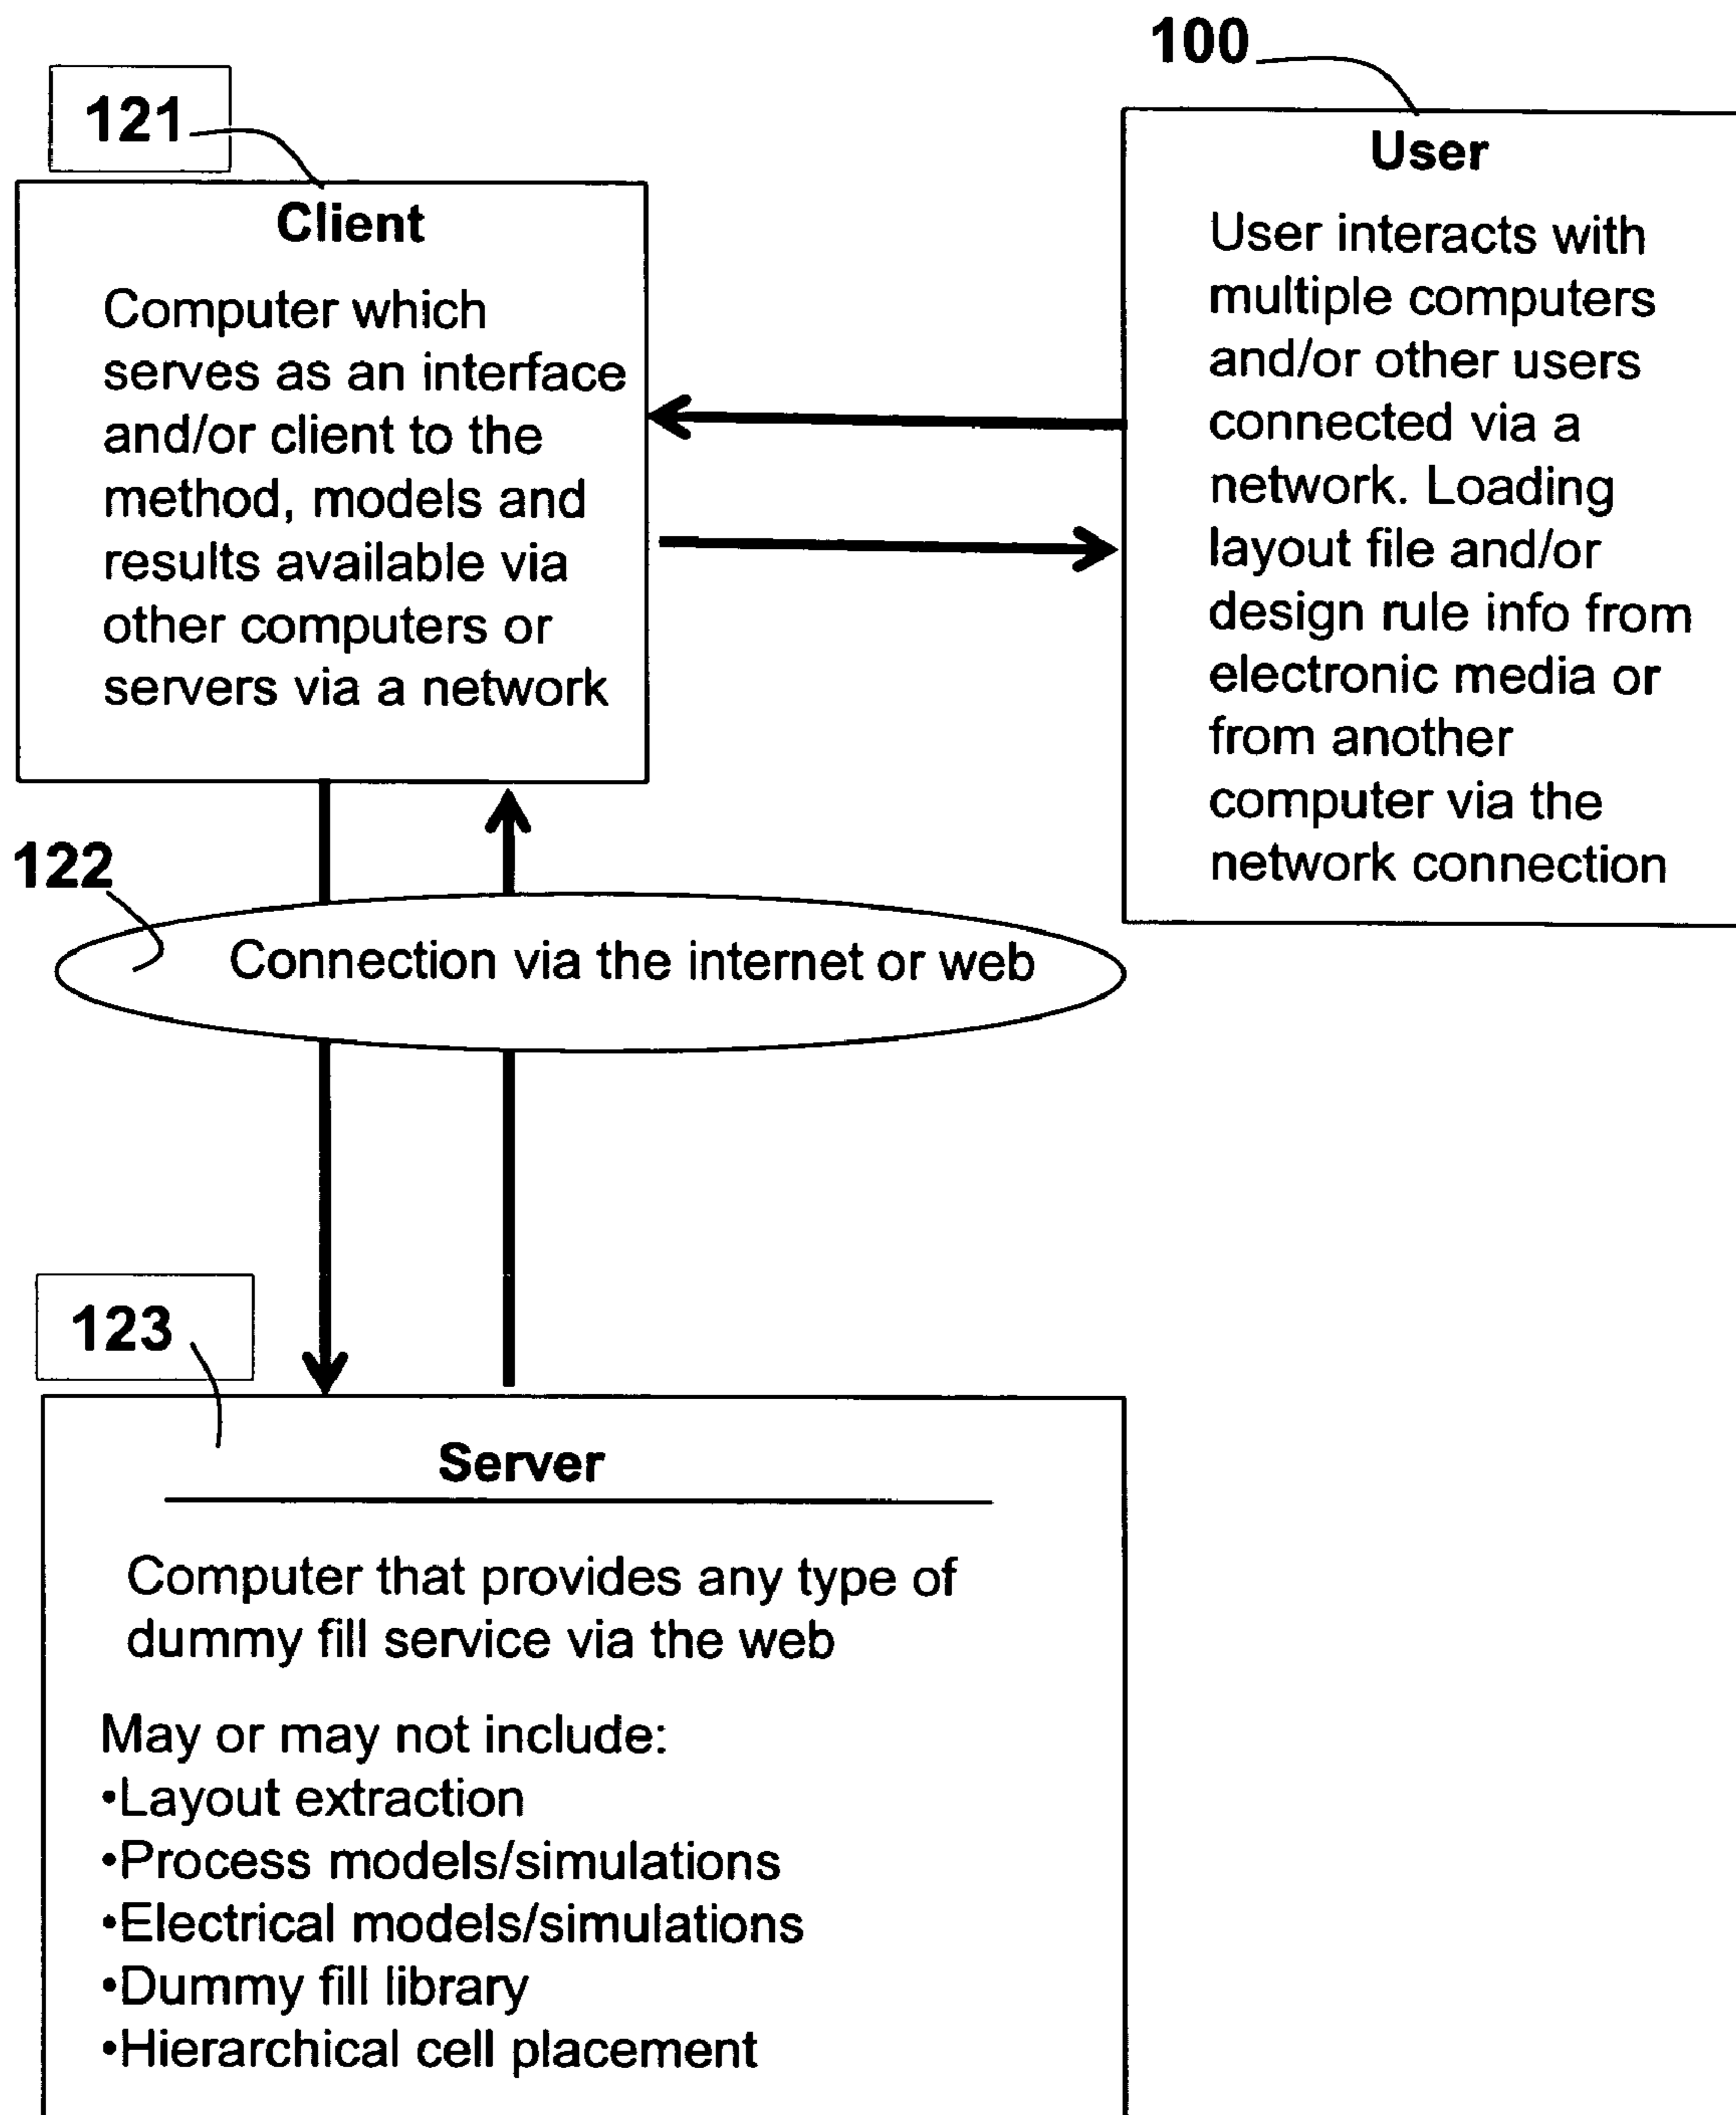 100
121
User
Client
User interacts with
multiple computers
and/or other users
connected via a
network. Loading
layout file and/or
design rule info from
electronic media or
from another
computer via the
network connection
Computer which
serves as an interface
and/or client to the
method, models and
results available via
other computers or
servers via a network
122
Connection via the internet or web
123
Server
Computer that provides any type of
dummy fill service via the web
May or may not include:
•Layout extraction
•Process models/simulations
•Electrical models/simulations
•Dummy fill library
•Hierarchical cell placement